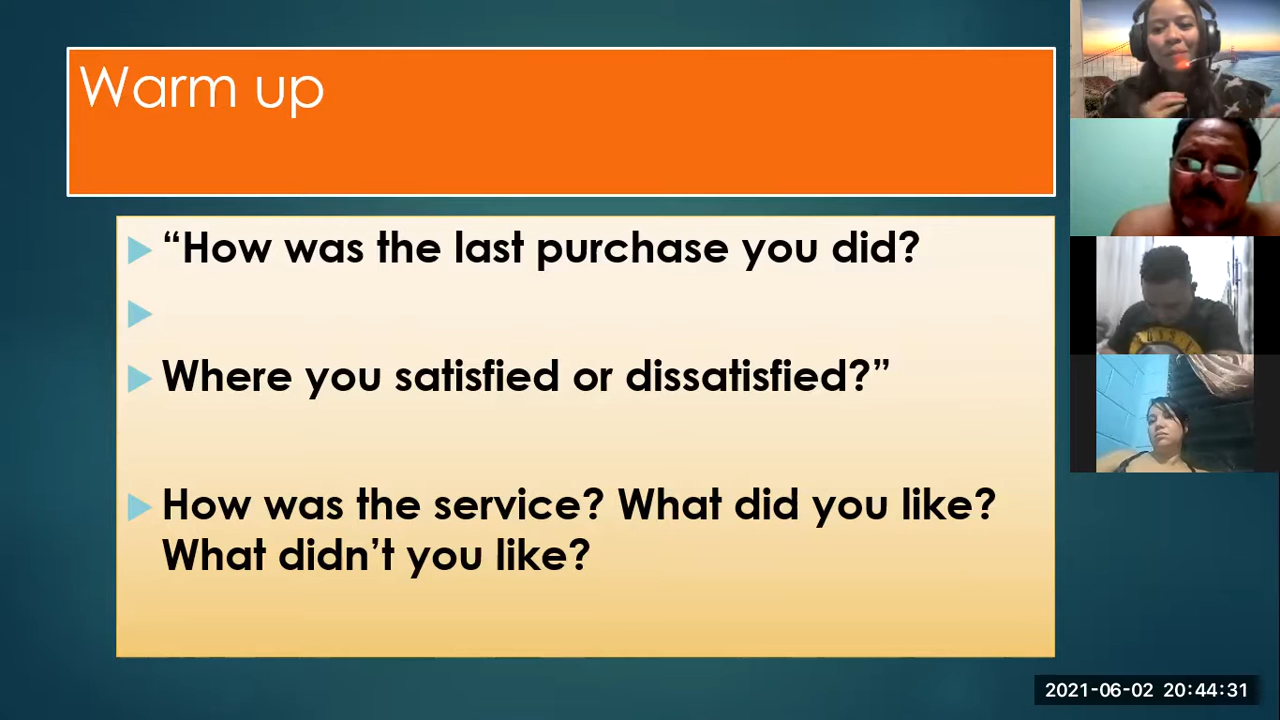 Warm up
“How was the last purchase you did?
Where you satisfied or dissatisfied?”
How was the service? What did you like?
What didn’t you like?
2021-06-02 20:44:31